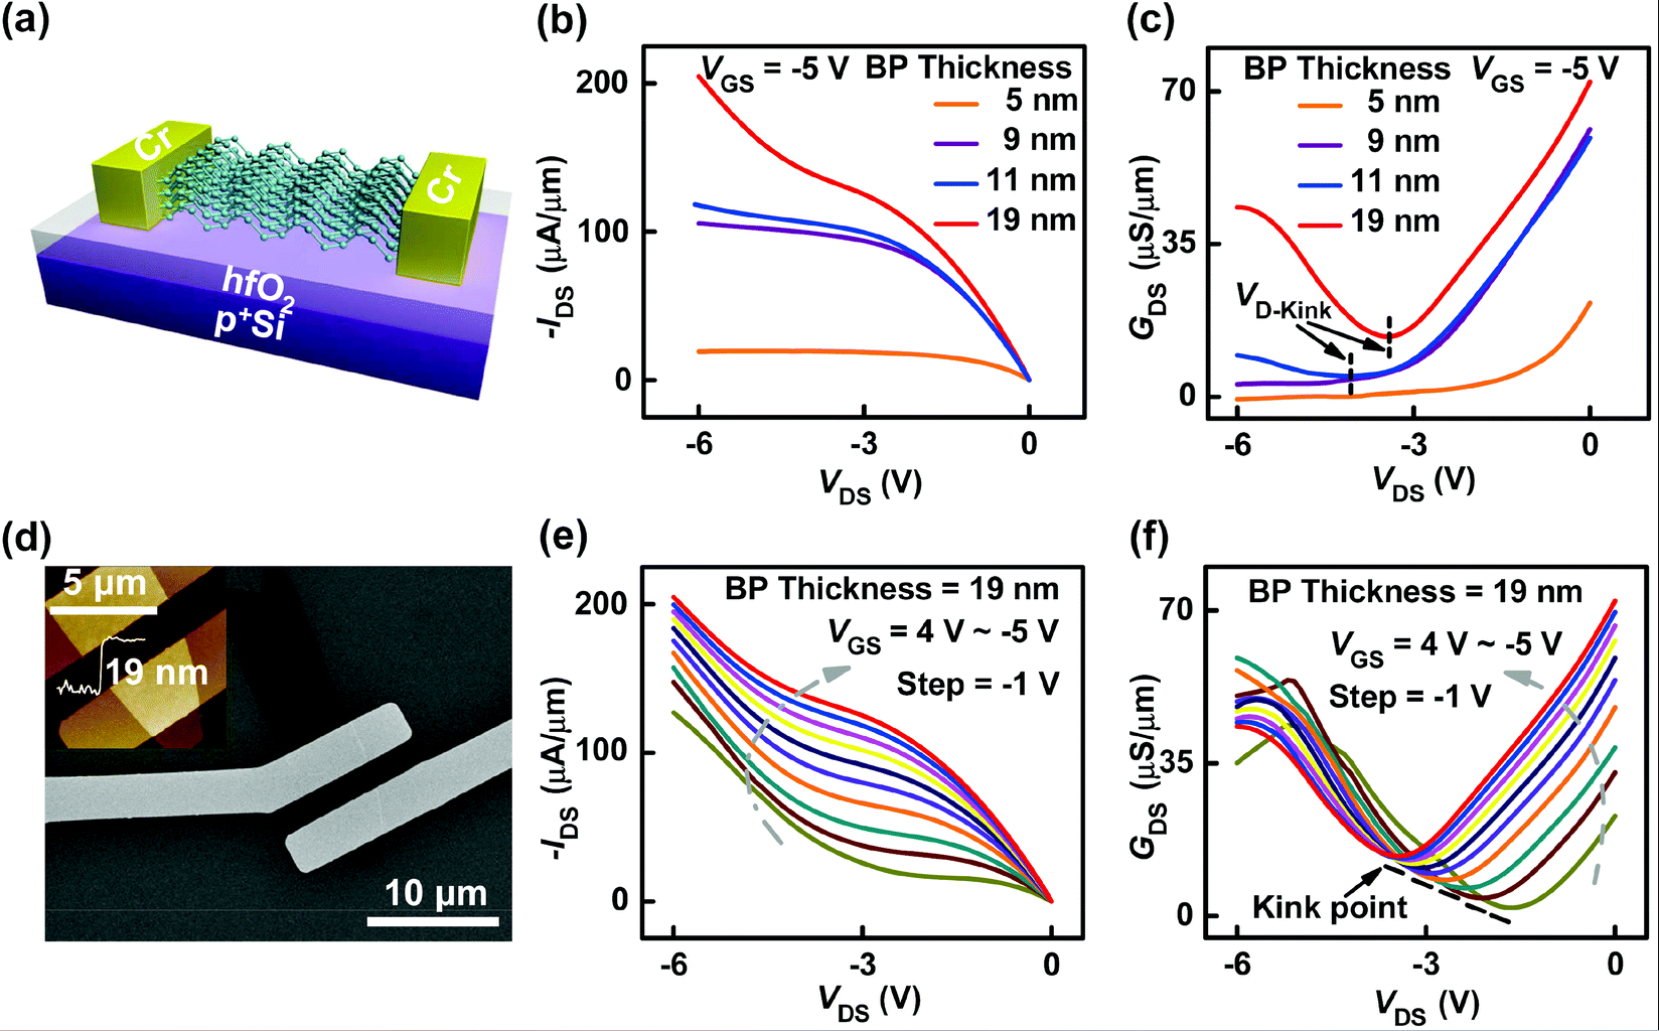 (a)
Cr
Cr
hfO2
p+Si
(b)
VGS = -5 V BP Thickness
5 nm
9 nm
11 nm
19 nm
200
100
0
-6 -3 0
-IDS (μA/μm)
VDS (V)
(c)
BP Thickness VGS = -5 V
5 nm
9 nm
11 nm
19 nm
VD-Kink
70
35
0
-6 -3 0
GDS (μS/μm)
VDS (V)
(d)
5 μm
19 nm
10 μm
(e)
BP Thickness = 19 nm
VGS = 4 V ~ -5 V
Step = -1 V
200
100
0
-6 -3 0
-IDS (μA/μm)
VDS (V)
(f)
BP Thickness = 19 nm
VGS = 4 V ~ -5 V
Step = -1 V
Kink point
70
35
0
-6 -3 0
GDS (μS/μm)
VDS (V)